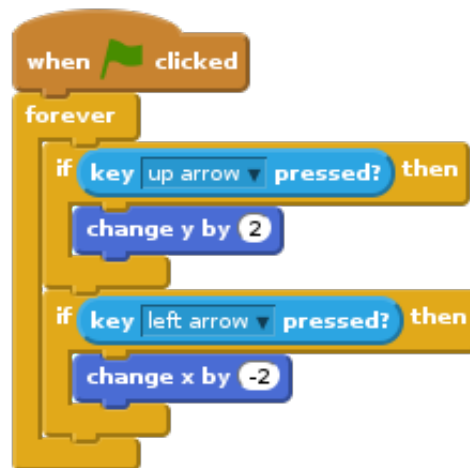 when clicked
forever
if key up arrow pressed? then
change y by 2
if key left arrow pressed? then
change x by -2